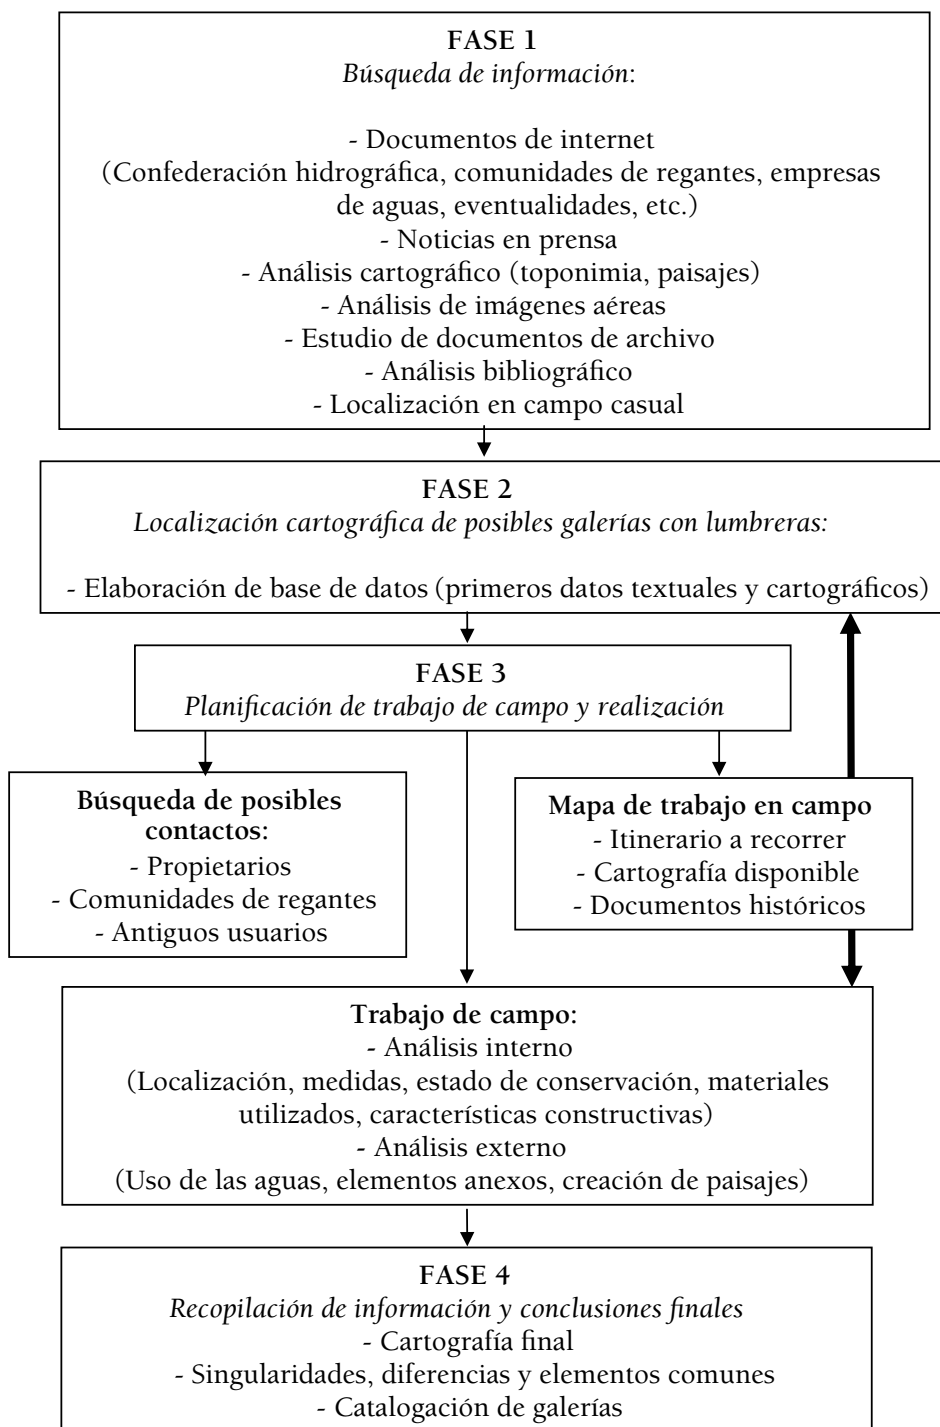 FASE 1
Búsqueda de información:
- Documentos de internet
(Confederación hidrográfica, comunidades de regantes, empresas
de aguas, eventualidades, etc.)
- Noticias en prensa
- Análisis cartográfico (toponimia, paisajes)
- Análisis de imágenes aéreas
- Estudio de documentos de archivo
- Análisis bibliográfico
- Localización en campo casual
FASE 2
Localización cartográfica de posibles galerías con lumbreras:
- Elaboración de base de datos (primeros datos textuales y cartográficos)
FASE 3
Planificación de trabajo de campo y realización
Búsqueda de posibles
contactos:
- Propietarios
- Comunidades de regantes
- Antiguos usuarios
Mapa de trabajo en campo
- Itinerario a recorrer
- Cartografía disponible
- Documentos históricos
Trabajo de campo:
- Análisis interno
(Localización, medidas, estado de conservación, materiales
utilizados, características constructivas)
- Análisis externo
(Uso de las aguas, elementos anexos, creación de paisajes)
FASE 4
Recopilación de información y conclusiones finales
- Cartografía final
- Singularidades, diferencias y elementos comunes
- Catalogación de galerías